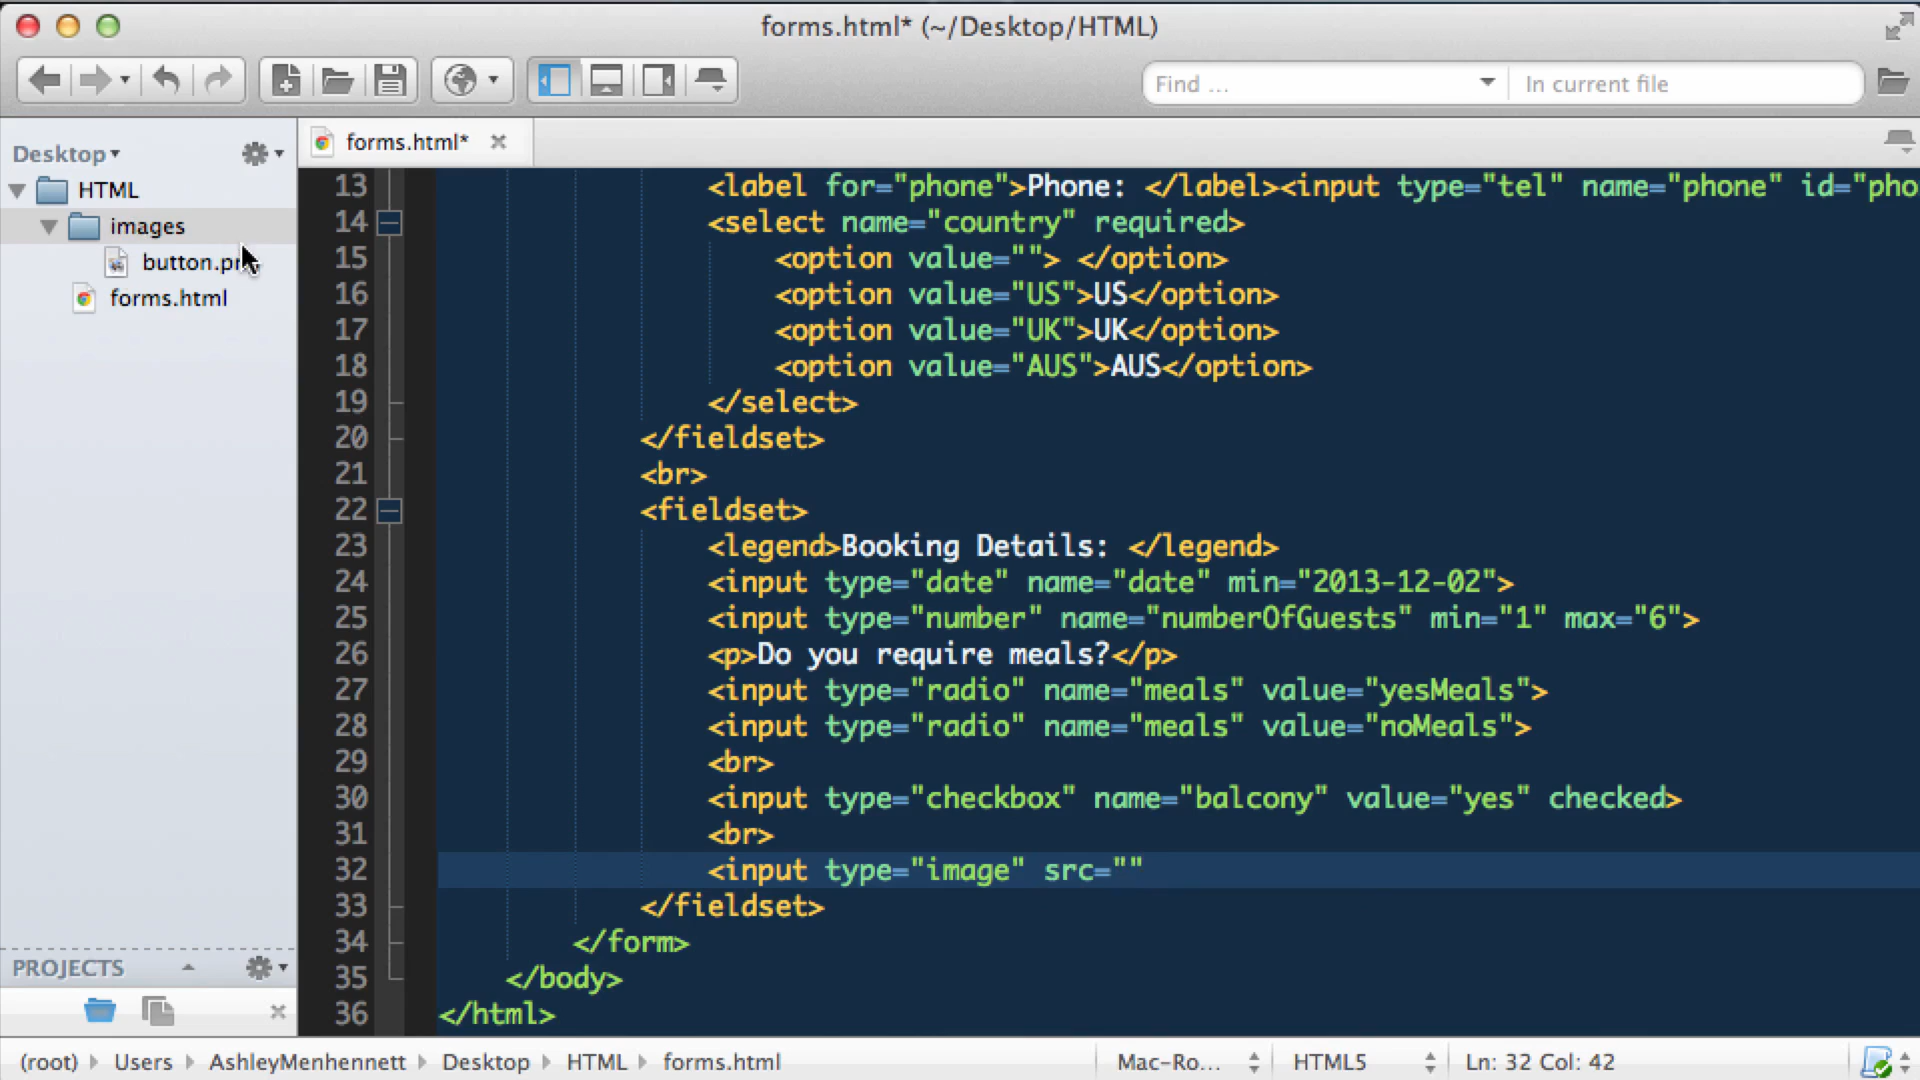 forms.html* (~/Desktop/HTML)
Find ...
In current file
Desktop
HTML
images
forms.html
PROJECTS
forms.html*
13 <label for="phone">Phone: </label><input type="tel" name="phone" id="pho
14 <select name="country" required>
15 <option value=""> </option>
16 <option value="US">US</option>
17 <option value="UK">UK</option>
18 <option value="AUS">AUS</option>
19 </select>
20 </fieldset>
21 <br>
22 <fieldset>
23 <legend>Booking Details: </legend>
24 <input type="date" name="date" min="2013-12-02">
25 <input type="number" name="numberOfGuests" min="1" max="6">
26 <p>Do you require meals?</p>
27 <input type="radio" name="meals" value="yesMeals">
28 <input type="radio" name="meals" value="noMeals">
29 <br>
30 <input type="checkbox" name="balcony" value="yes" checked>
31 <br>
32 <input type="image" src=""
33 </fieldset>
34 </form>
35 </body>
36 </html>
(root) Users AshleyMenhennett Desktop HTML forms.html
Mac-Ro...
HTML5
Ln: 32 Col: 42